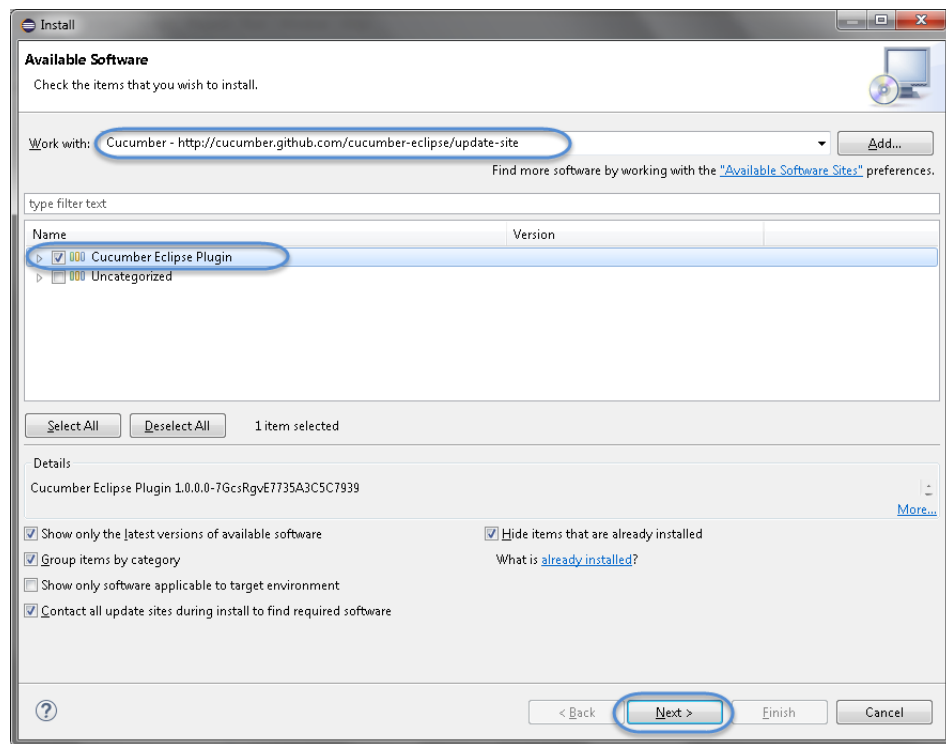 Install
Available Software
Check the items that you wish to install.
Work with: Cucumber - http://cucumber.github.com/cucumber-eclipse/update-site Add...
Find more software by working with the "Available Software Sites" preferences.
type filter text
Name Version
Cucumber Eclipse Plugin
Uncategorized
Select All Deselect All 1 item selected
Details
Cucumber Eclipse Plugin 1.0.0.0-7GcsRgvE7735A3C5C7939
More...
Show only the latest versions of available software Hide items that are already installed
Group items by category What is already installed?
Show only software applicable to target environment
Contact all update sites during install to find required software
? < Back Next > Finish Cancel